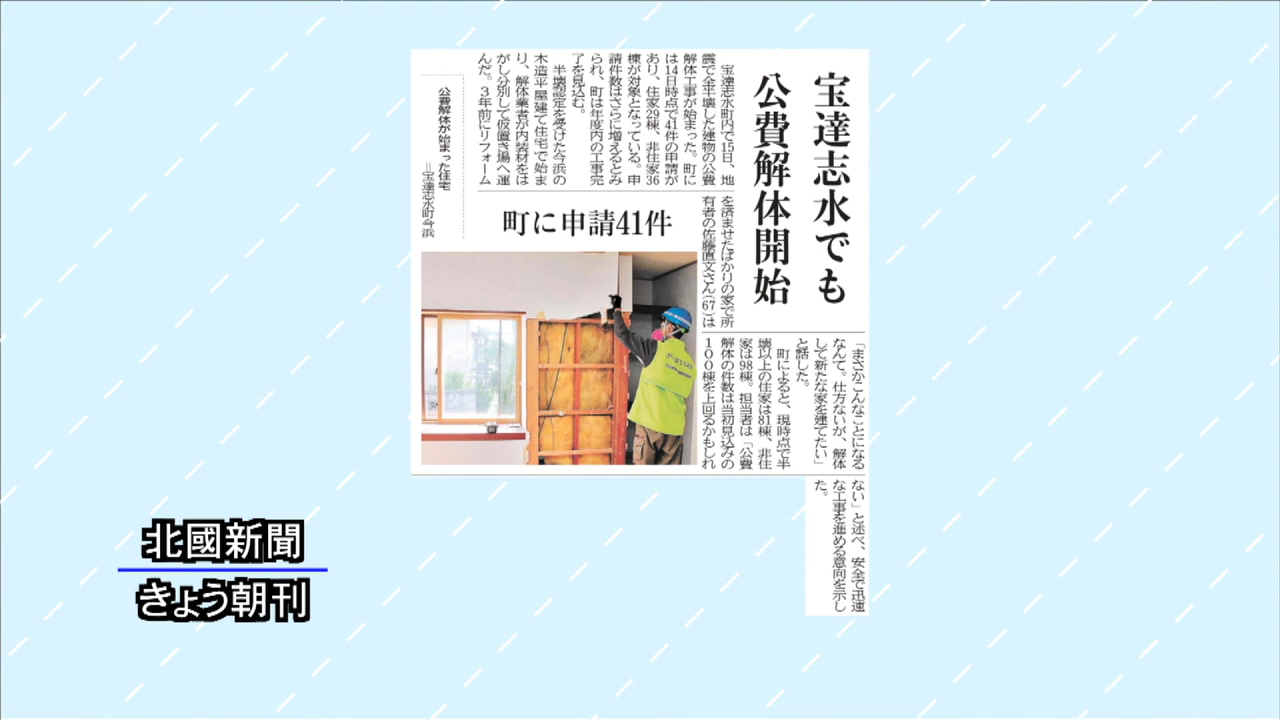 宝達志水でも
公費解体開始
町に申請41件
宝達志水町内で15日、地
震で全半壊した建物の公費
解体工事が始まった。町に
は14日時点で41件の申請が
あり、住家29棟、非住家36
棟が対象となっている。申
請件数はさらに増えるとみ
られ、町は年度内の工事完
了を見込む。
半壊認定を受けた今浜の
木造平屋建て住宅で始ま
り、解体業者が内装材をは
がし分別して仮置き場へ運
んだ。3年前にリフォーム
を済ませたばかりの家で所
有者の佐藤直文さん(67)は
「まさかこんなことになる
なんて。仕方ないが、解体
して新たな家を建てたい」
と話した。
町によると、現時点で半
壊以上の住家は81棟、非住
家は98棟。担当者は「公費
解体の件数は当初見込みの
100棟を上回るかもしれ
ない」と述べ、安全で迅速
な工事を進める意向を示し
た。
公費解体が始まった住宅
=宝達志水町今浜
北國新聞
きょう朝刊